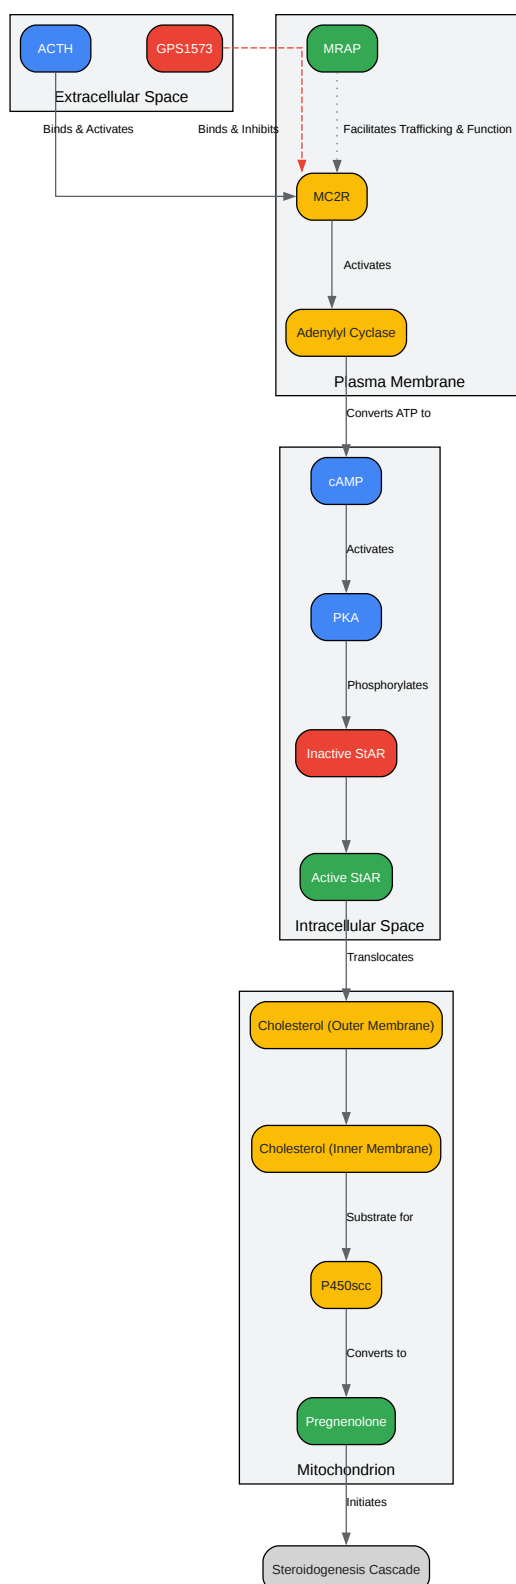 ACTH
GPS1573
MRAP
Extracellular Space
Binds & Activates
Binds & Inhibits
Facilitates Trafficking & Function
MC2R
Activates
Adenylyl Cyclase
Plasma Membrane
Converts ATP to
cAMP
Activates
PKA
Phosphorylates
Inactive StAR
Active StAR
Intracellular Space
Translocates
Cholesterol (Outer Membrane)
Cholesterol (Inner Membrane)
Substrate for
P450scc
Converts to
Pregnenolone
Mitochondrion
Initiates
Steroidogenesis Cascade